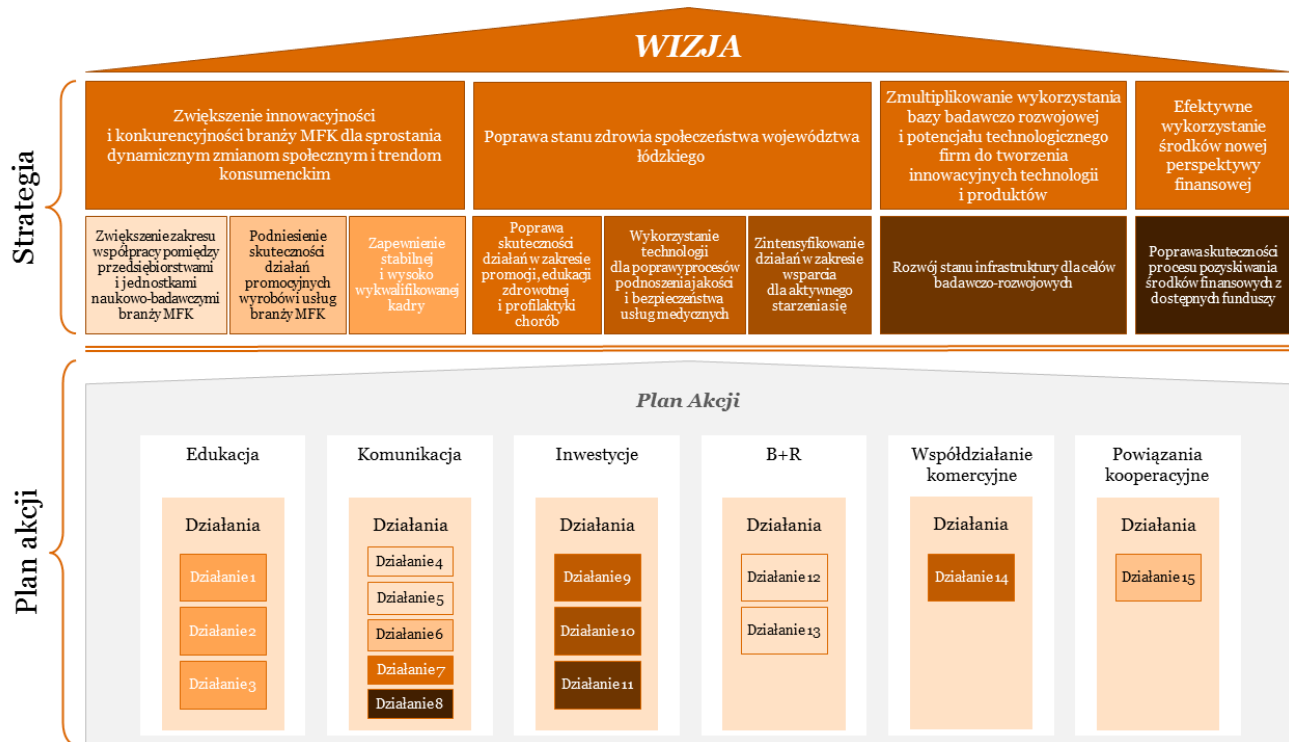 WIZJA
Strategia
Zwiększenie innowacyjności
i konkurencyjności branży MFK dla sprostania
dynamicznym zmianom społecznym i trendom
konsumenckim
Poprawa stanu zdrowia społeczeństwa województwa
łódzkiego
Zmultiplikowanie wykorzystania
bazy badawczo rozwojowej
i potencjału technologicznego
firm do tworzenia
innowacyjnych technologii
i produktów
Efektywne
wykorzystanie
środków nowej
perspektywy
finansowej
Zwiększenie zakresu
współpracy pomiędzy
przedsiębiorstwami
i jednostkami
naukowo-badawczymi
branży MFK
Podniesienie
skuteczności
działań
promocyjnych
wyrobów i usług
branży MFK
Zapewnienie
stabilnej
i wysoko
wykwalifikowanej
kadry
Poprawa
skuteczności
działań w zakresie
promocji, edukacji
zdrowotnej
i profilaktyki
chorób
Wykorzystanie
technologii
dla poprawy procesów
podnoszenia jakości
i bezpieczeństwa
usług medycznych
Zintensyfikowanie
działań w zakresie
wsparcia
dla aktywnego
starzenia się
Rozwój stanu infrastruktury dla celów
badawczo-rozwojowych
Poprawa skuteczności
procesu pozyskiwania
środków finansowych z
dostępnych funduszy
Plan akcji
Plan Akcji
Edukacja
Działania
Działanie 1
Działanie 2
Działanie 3
Komunikacja
Działania
Działanie 4
Działanie 5
Działanie 6
Działanie 7
Działanie 8
Inwestycje
Działania
Działanie 9
Działanie 10
Działanie 11
B+R
Działania
Działanie 12
Działanie 13
Współdziałanie
komercyjne
Działania
Działanie 14
Powiązania
kooperacyjne
Działania
Działanie 15